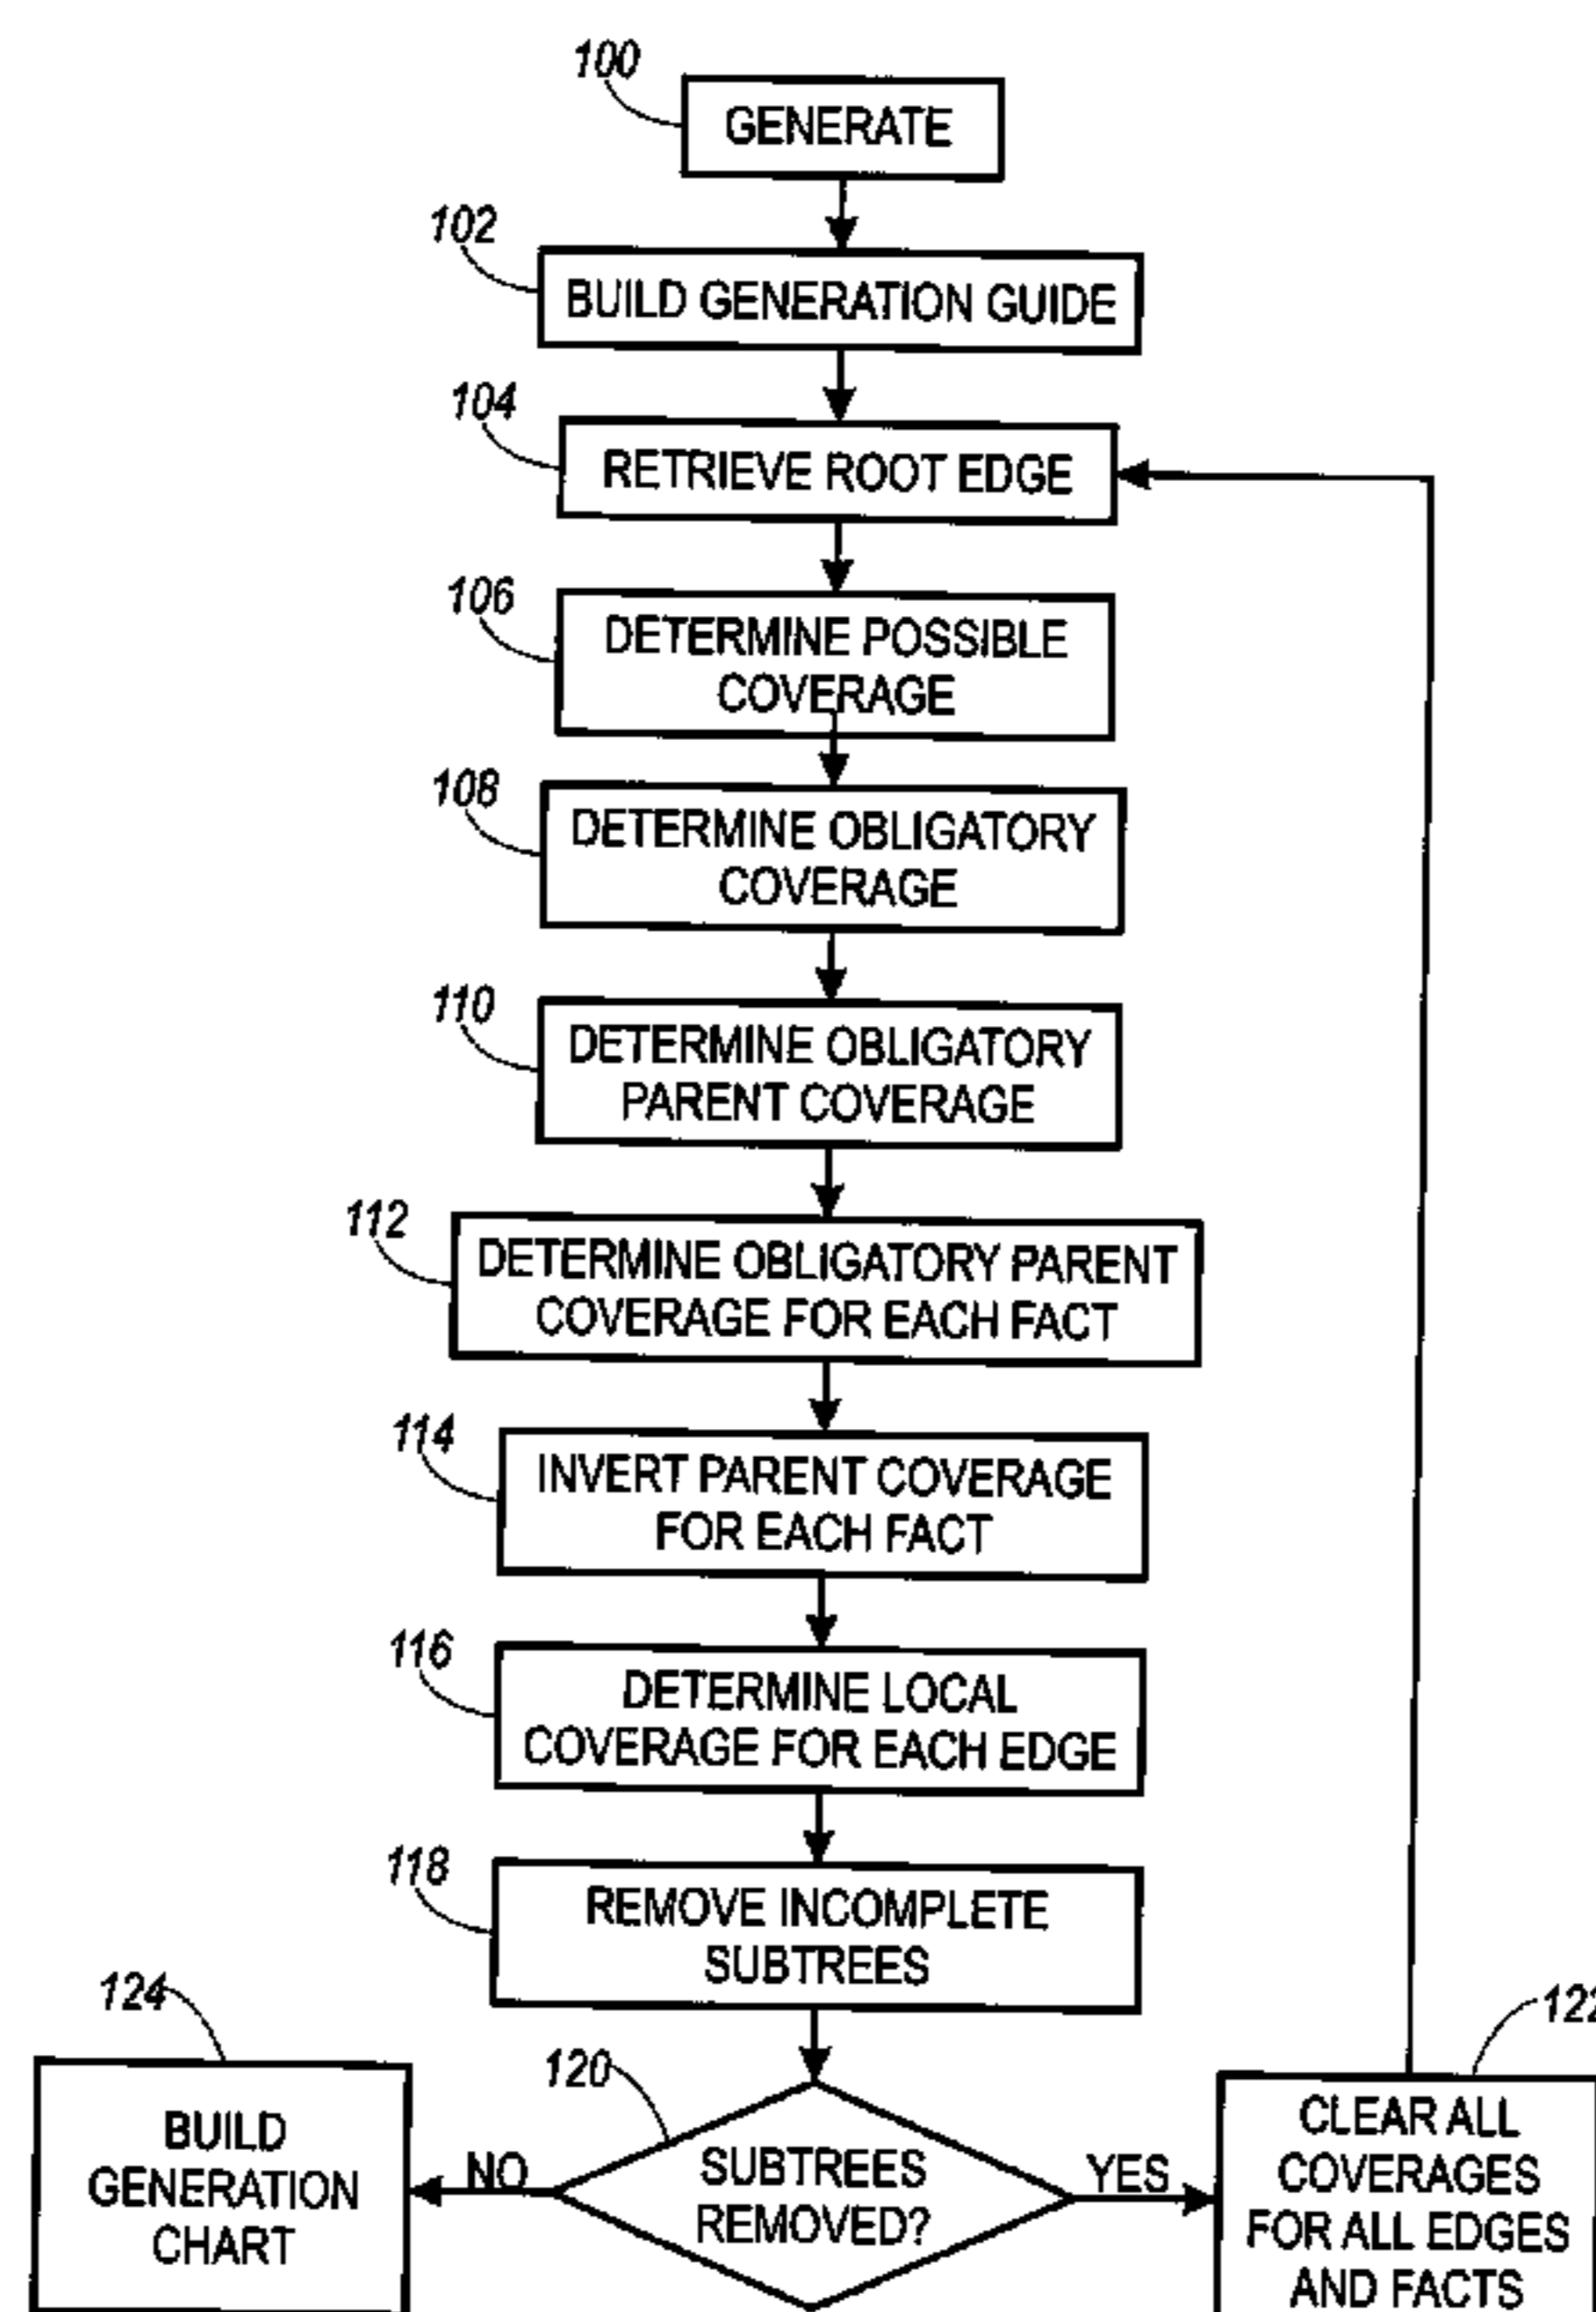 100
GENERATE
102
BUILD GENERATION GUIDE
104
RETRIEVE ROOT EDGE
106
DETERMINE POSSIBLE
COVERAGE
108
DETERMINE OBLIGATORY
COVERAGE
110
DETERMINE OBLIGATORY
PARENT COVERAGE
112
DETERMINE OBLIGATORY PARENT
COVERAGE FOR EACH FACT
114
INVERT PARENT COVERAGE
FOR EACH FACT
116
DETERMINE LOCAL
COVERAGE FOR EACH EDGE
118
REMOVE INCOMPLETE
SUBTREES
124
BUILD
GENERATION
CHART
NO
120
SUBTREES
REMOVED?
YES
122
CLEAR ALL
COVERAGES
FOR ALL EDGES
AND FACTS